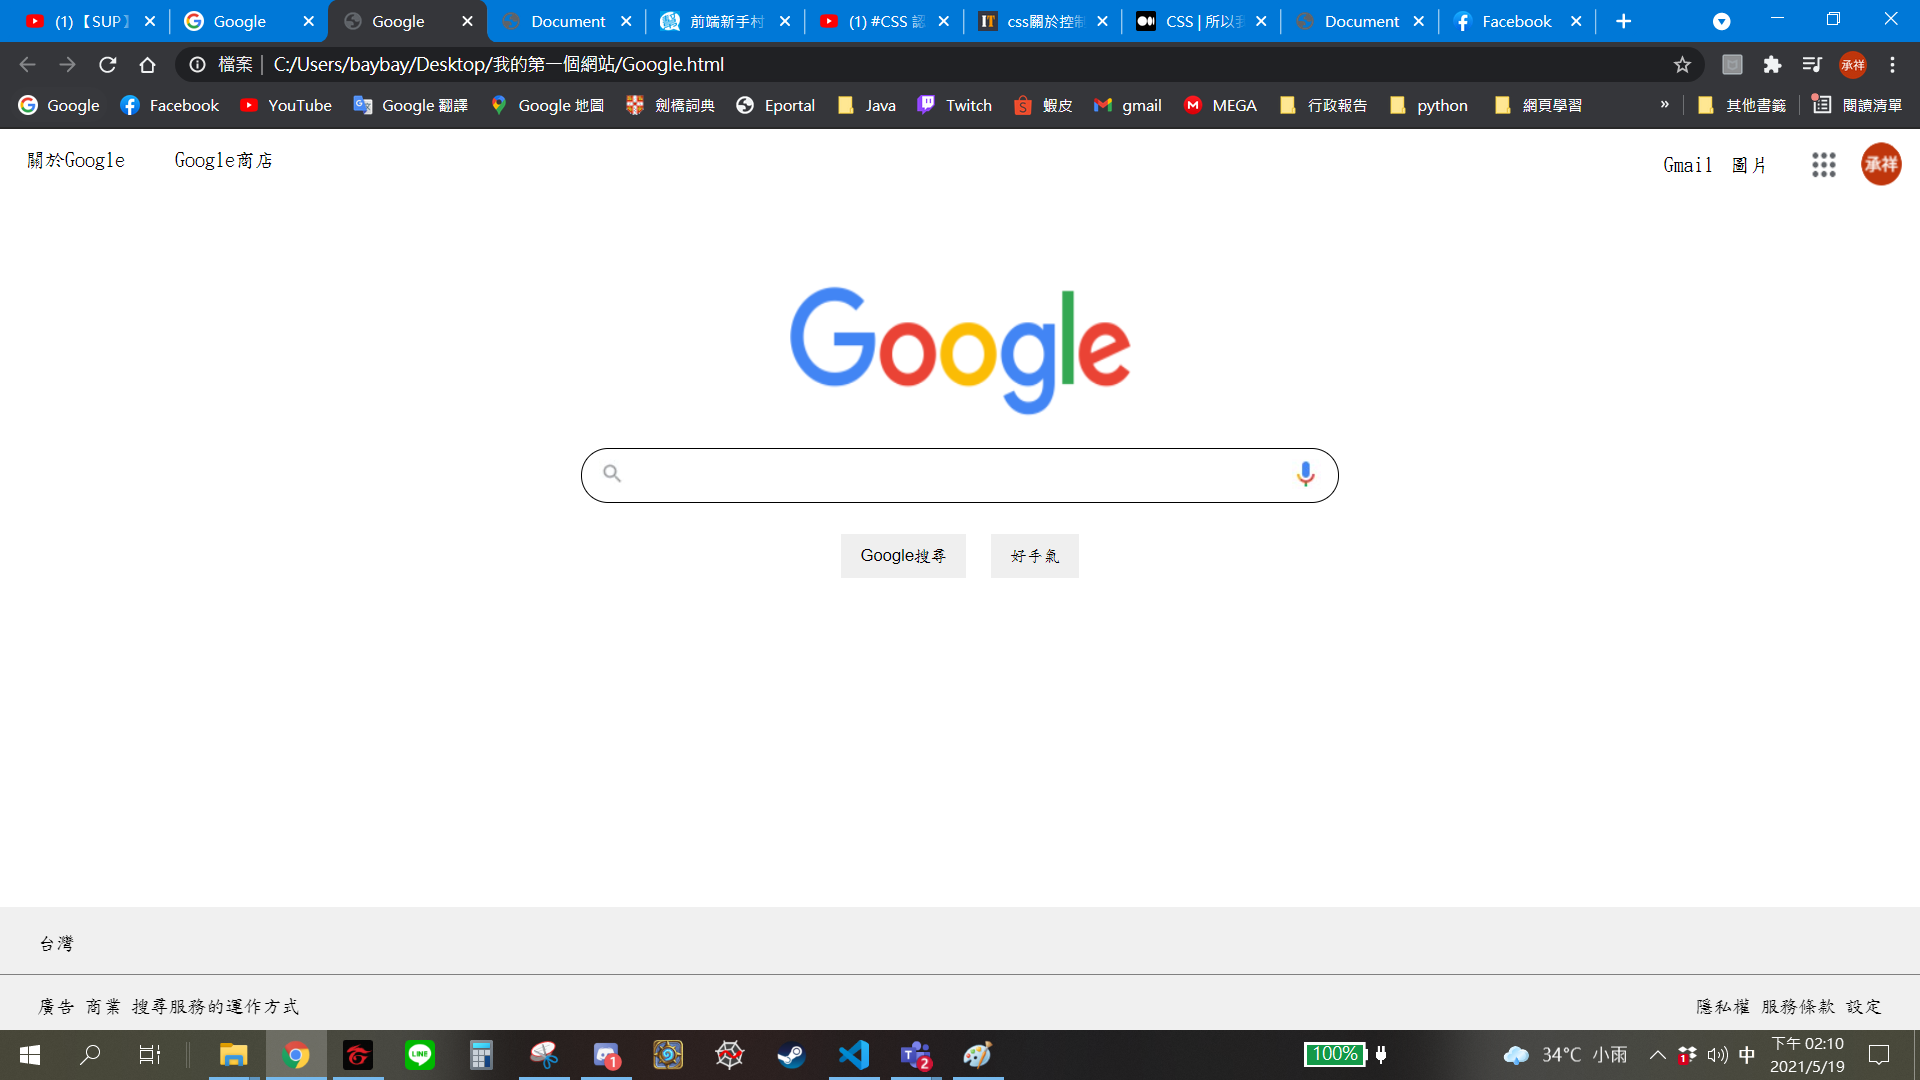 (1)【SUP】
Google
Google
Document
前端新手村
(1) #CSS 認
css關於控制
CSS | 所以我
Document
Facebook
檔案 | C:/Users/baybay/Desktop/我的第一個網站/Google.html
承祥
Google
Facebook
YouTube
Google 翻譯
Google 地圖
劍橋詞典
Eportal
Java
Twitch
蝦皮
gmail
MEGA
行政報告
python
網頁學習
»
其他書籤
閱讀清單
關於Google
Google商店
Gmail 圖片
承祥
Google
Google搜尋
好手氣
台灣
廣告 商業 搜尋服務的運作方式
隱私權 服務條款 設定
LINE
1
2
100%
34°C 小雨
1
中
下午 02:10
2021/5/19